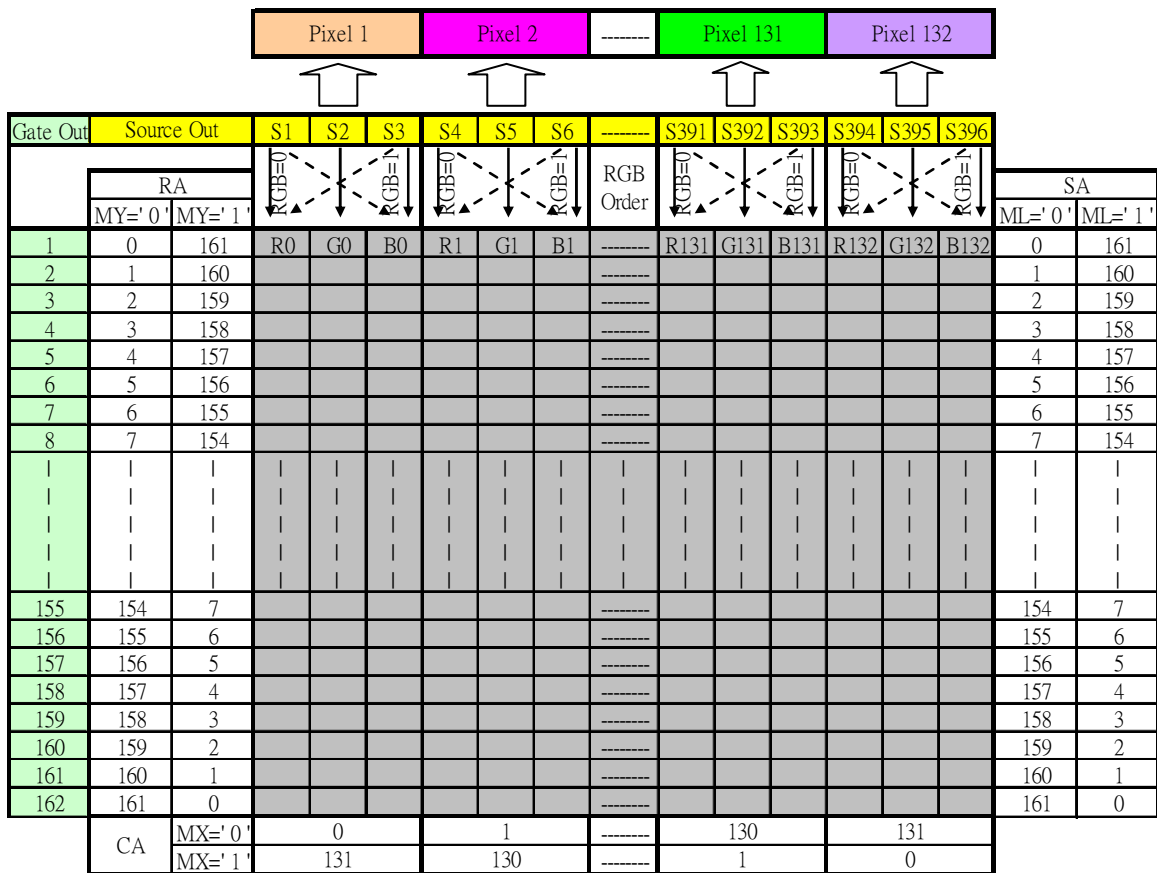 Pixel 1 Pixel 2 -------- Pixel 131 Pixel 132
Gate Out Source Out S1 S2 S3 S4 S5 S6 -------- S391 S392 S393 S394 S395 S396
RGB=0 RGB=1 RGB=0 RGB=1 RGB Order RGB=0 RGB=1 RGB=0 RGB=1
RA SA
MY='0' MY='1' ML='0' ML='1'
1 0 161 R0 G0 B0 R1 G1 B1 -------- R131 G131 B131 R132 G132 B132 0 161
2 1 160 -------- 1 160
3 2 159 -------- 2 159
4 3 158 -------- 3 158
5 4 157 -------- 4 157
6 5 156 -------- 5 156
7 6 155 -------- 6 155
8 7 154 -------- 7 154
155 154 7 -------- 154 7
156 155 6 -------- 155 6
157 156 5 -------- 156 5
158 157 4 -------- 157 4
159 158 3 -------- 158 3
160 159 2 -------- 159 2
161 160 1 -------- 160 1
162 161 0 -------- 161 0
CA MX='0' 0 1 -------- 130 131
MX='1' 131 130 -------- 1 0